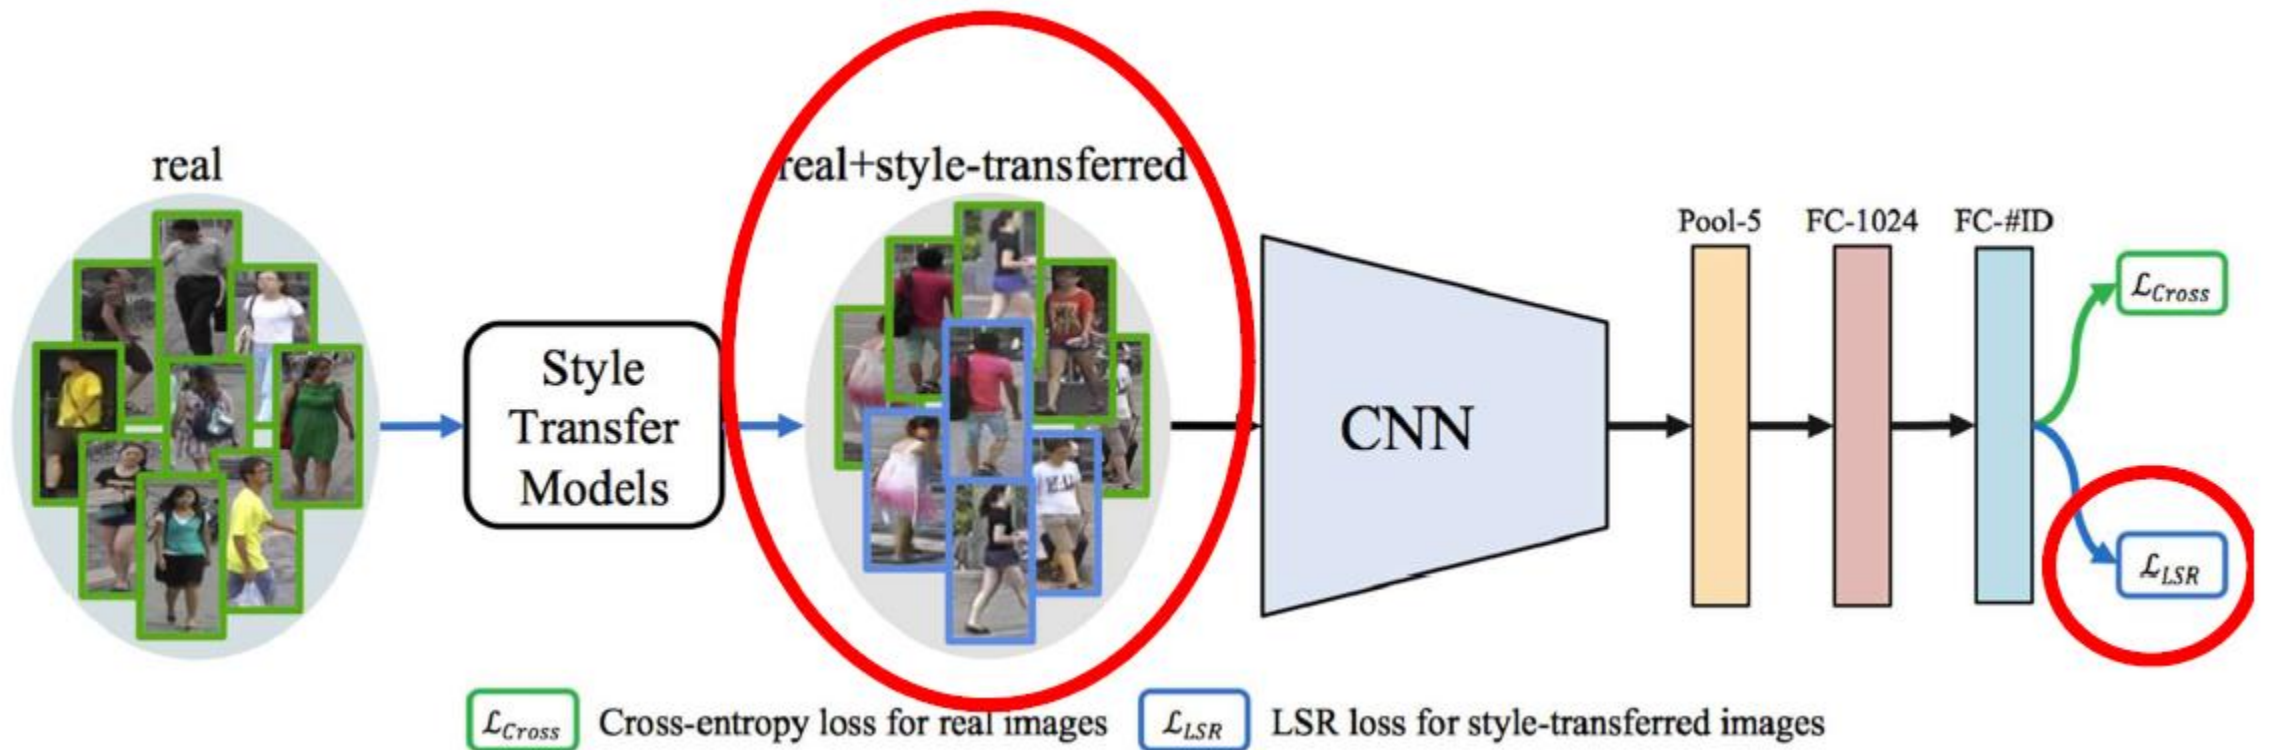 real
real+style-transferred
Style
Transfer
Models
CNN
Pool-5
FC-1024
FC-#ID
ℒCross
ℒLSR
ℒCross Cross-entropy loss for real images
ℒLSR LSR loss for style-transferred images